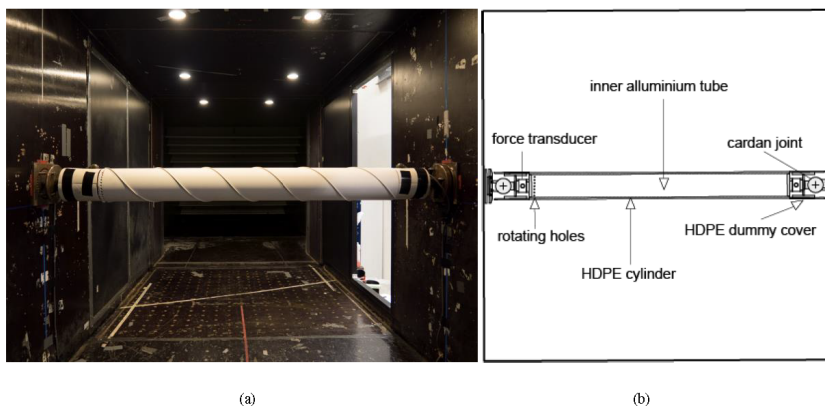 inner alluminium tube
force transducer
cardan joint
rotating holes
HDPE dummy cover
HDPE cylinder
(a)
(b)